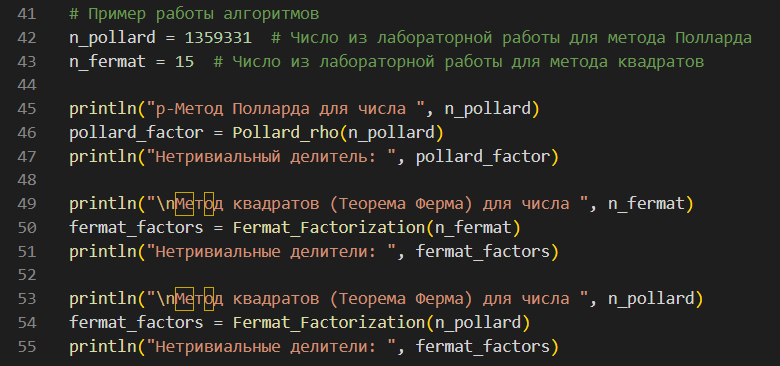 41 # Пример работы алгоритмов
42 n_pollard = 1359331  # Число из лабораторной работы для метода Полларда
43 n_fermat = 15  # Число из лабораторной работы для метода квадратов
44
45 println("p-Метод Полларда для числа ", n_pollard)
46 pollard_factor = Pollard_rho(n_pollard)
47 println("Нетривиальный делитель: ", pollard_factor)
48
49 println("\nМетод квадратов (Теорема Ферма) для числа ", n_fermat)
50 fermat_factors = Fermat_Factorization(n_fermat)
51 println("Нетривиальные делители: ", fermat_factors)
52
53 println("\nМетод квадратов (Теорема Ферма) для числа ", n_pollard)
54 fermat_factors = Fermat_Factorization(n_pollard)
55 println("Нетривиальные делители: ", fermat_factors)